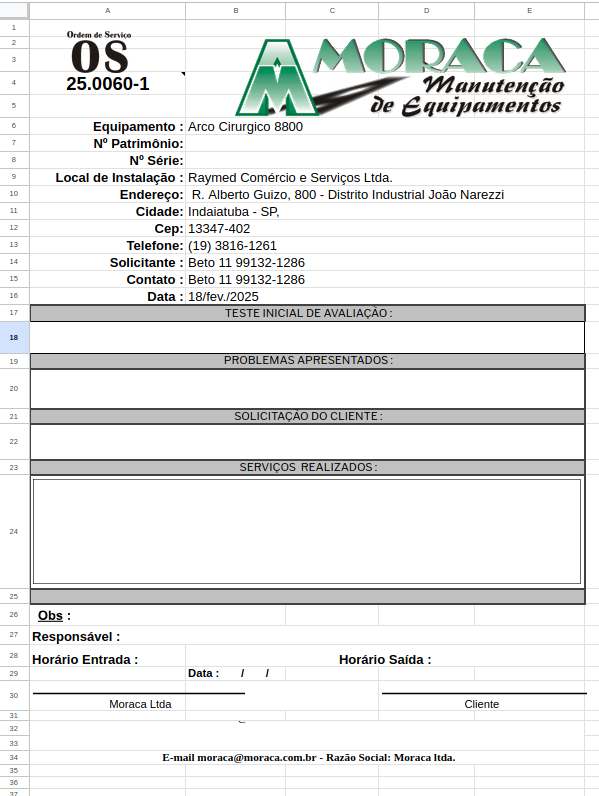 A B C D E
1
Ordem de Serviço
2
OS
AMORACA
3
4
25.0060-1
Manutenção
5
de Equipamentos
6 Equipamento : Arco Cirurgico 8800
7 Nº Patrimônio:
8 Nº Série:
9 Local de Instalação : Raymed Comércio e Serviços Ltda.
10 Endereço: R. Alberto Guizo, 800 - Distrito Industrial João Narezzi
11 Cidade: Indaiatuba - SP,
12 Cep: 13347-402
13 Telefone: (19) 3816-1261
14 Solicitante : Beto 11 99132-1286
15 Contato : Beto 11 99132-1286
16 Data : 18/fev./2025
17 TESTE INICIAL DE AVALIAÇÃO :
18
19 PROBLEMAS APRESENTADOS :
20
21 SOLICITAÇÃO DO CLIENTE :
22
23 SERVIÇOS REALIZADOS :
24
25
26 Obs :
27 Responsável :
28 Horário Entrada : Horário Saída :
29 Data : / /
30
Moraca Ltda Cliente
31
32
33
34 E-mail moraca@moraca.com.br - Razão Social: Moraca ltda.
35
36
37